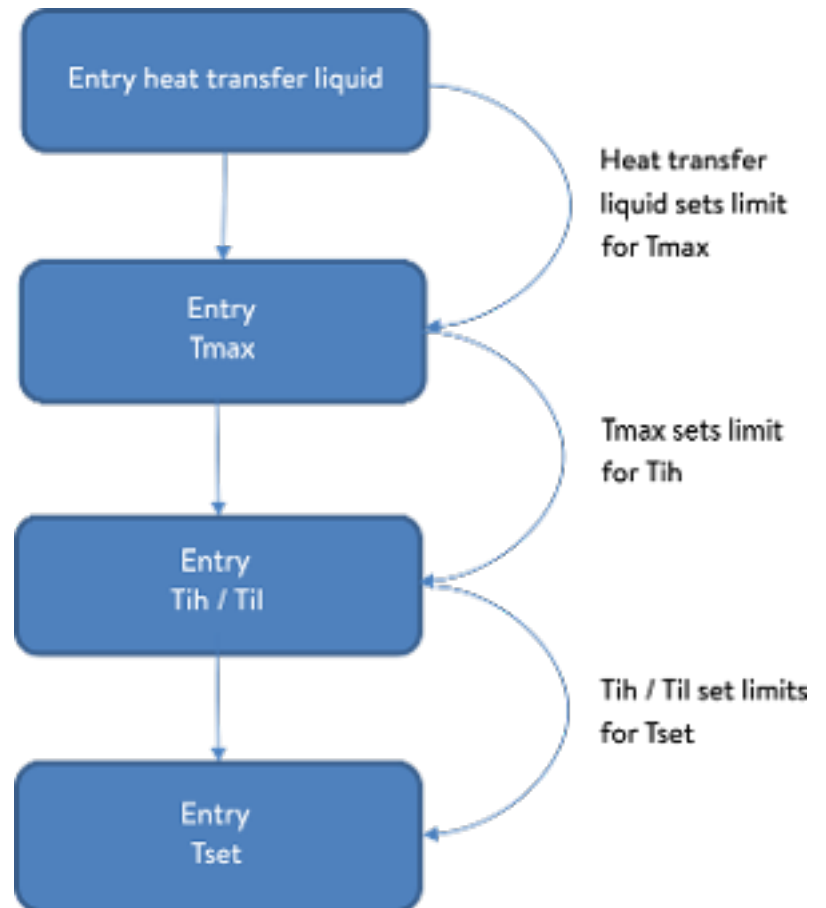 Entry heat transfer liquid
Heat transfer
liquid sets limit
for Tmax
Entry
Tmax
Tmax sets limit
for Tih
Entry
Tih / Til
Tih / Til set limits
for Tset
Entry
Tset